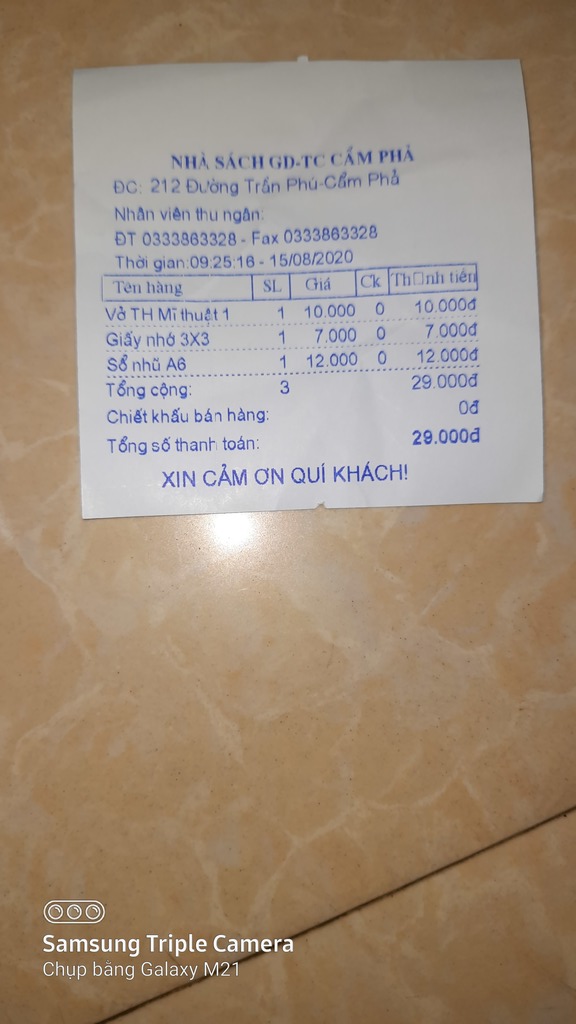 NHÀ SÁCH GD-TC CẨM PHẢ
ĐC: 212 Đường Trần Phú-Cẩm Phả
Nhân viên thu ngân:
ĐT 0333863328 - Fax 0333863328
Thời gian:09:25:16 - 15/08/2020
Tên hàng SL Giá Ck Th□nh tiền
Vở TH Mĩ thuật 1 1 10.000 0 10.000đ
Giấy nhớ 3X3 1 7.000 0 7.000đ
Sổ nhũ A6 1 12.000 0 12.000đ
Tổng cộng: 3 29.000đ
Chiết khấu bán hàng: 0đ
Tổng số thanh toán: 29.000đ
XIN CẢM ƠN QUÍ KHÁCH!
Samsung Triple Camera
Chụp bằng Galaxy M21